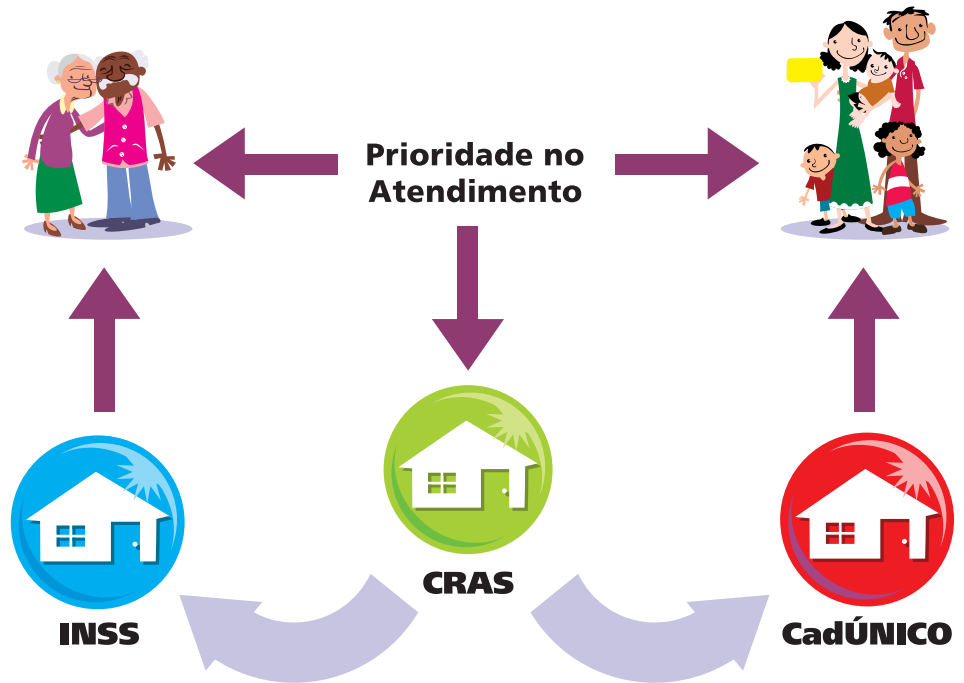 Prioridade no
Atendimento
CRAS
INSS
CadÚNICO